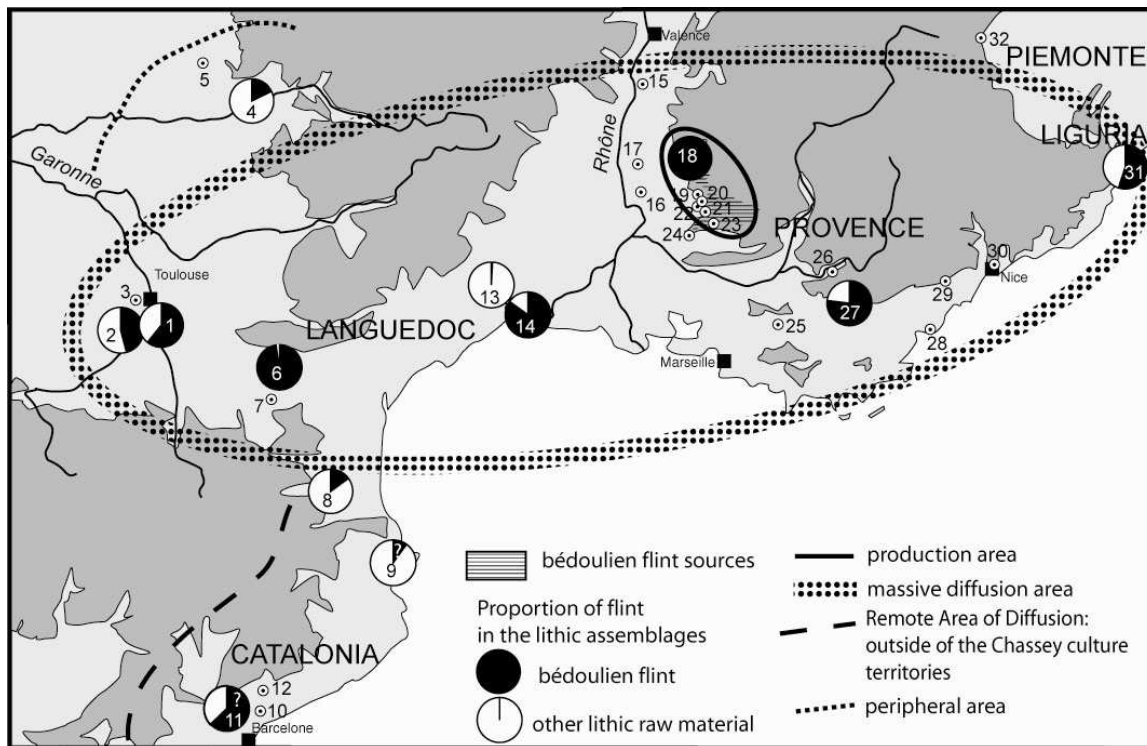 Valence
32
PIEMONTE
5
15
4
LIGURIA
Garonne
Rhône
17
18
31
16
19
20
21
22
23
24
PROVENCE
26
30
Nice
Toulouse
13
29
3
14
27
2
1
LANGUEDOC
25
28
Marseille
6
7
8
?
9
bédoulien flint sources
Proportion of flint
in the lithic assemblages
bédoulien flint
other lithic raw material
production area
massive diffusion area
Remote Area of Diffusion:
outside of the Chassey culture
territories
peripheral area
CATALONIA
12
?
11
10
Barcelone